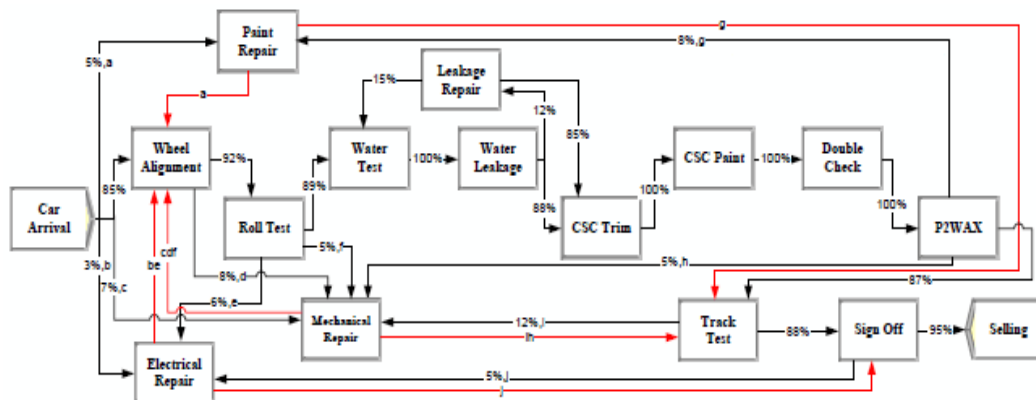 g
Paint
Repair
8%,g
5%,a
Leakage
Repair
15%
a
12%
85%
Wheel
Alignment
92%
Water
Test
100%
Water
Leakage
CSC Paint
100%
Double
Check
85%
89%
88%
100%
100%
Car
Arrival
Roll Test
CSC Trim
P2WAX
cdf
5%,f
3%,b
7%,c
be
8%,d
5%,h
87%
6%,e
Mechanical
Repair
12%,i
ih
Track
Test
88%
Sign Off
95%
Selling
Electrical
Repair
5%,j
j